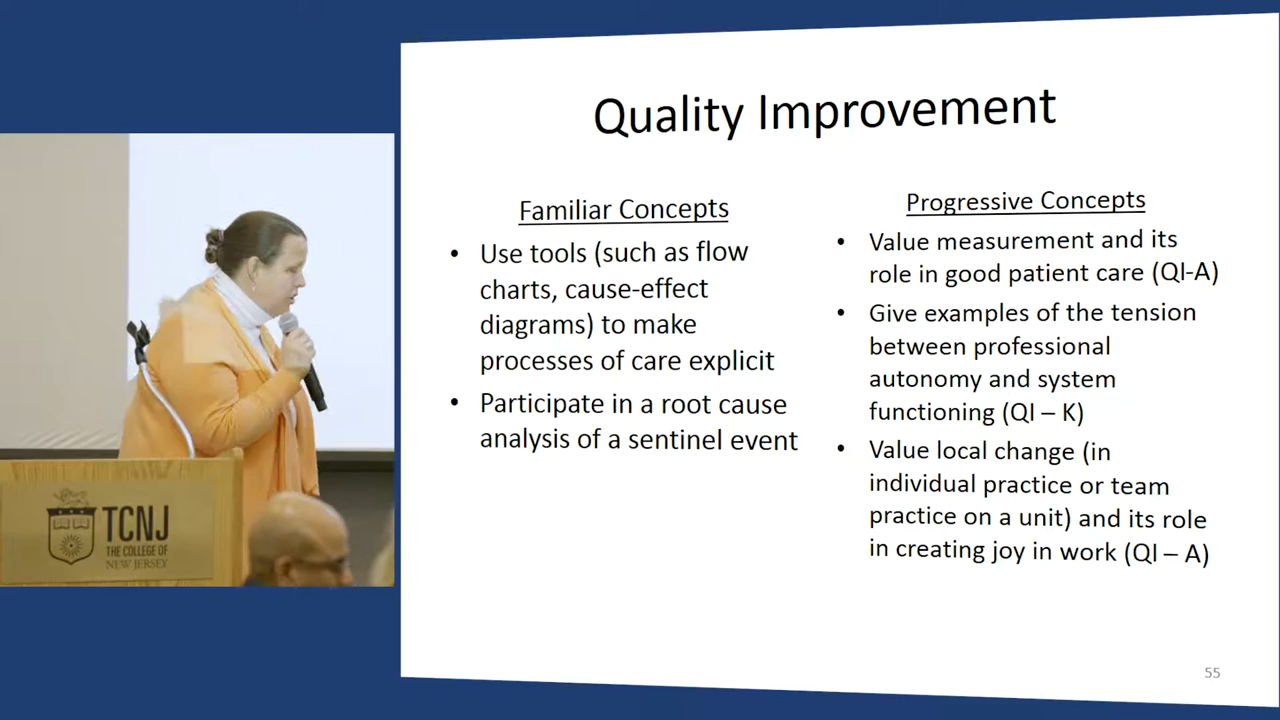 Quality Improvement
Familiar Concepts
• Use tools (such as flow
charts, cause-effect
diagrams) to make
processes of care explicit
• Participate in a root cause
analysis of a sentinel event
Progressive Concepts
• Value measurement and its
role in good patient care (QI-A)
• Give examples of the tension
between professional
autonomy and system
functioning (QI – K)
• Value local change (in
individual practice or team
practice on a unit) and its role
in creating joy in work (QI – A)
55
TCNJ
THE COLLEGE OF
NEW JERSEY